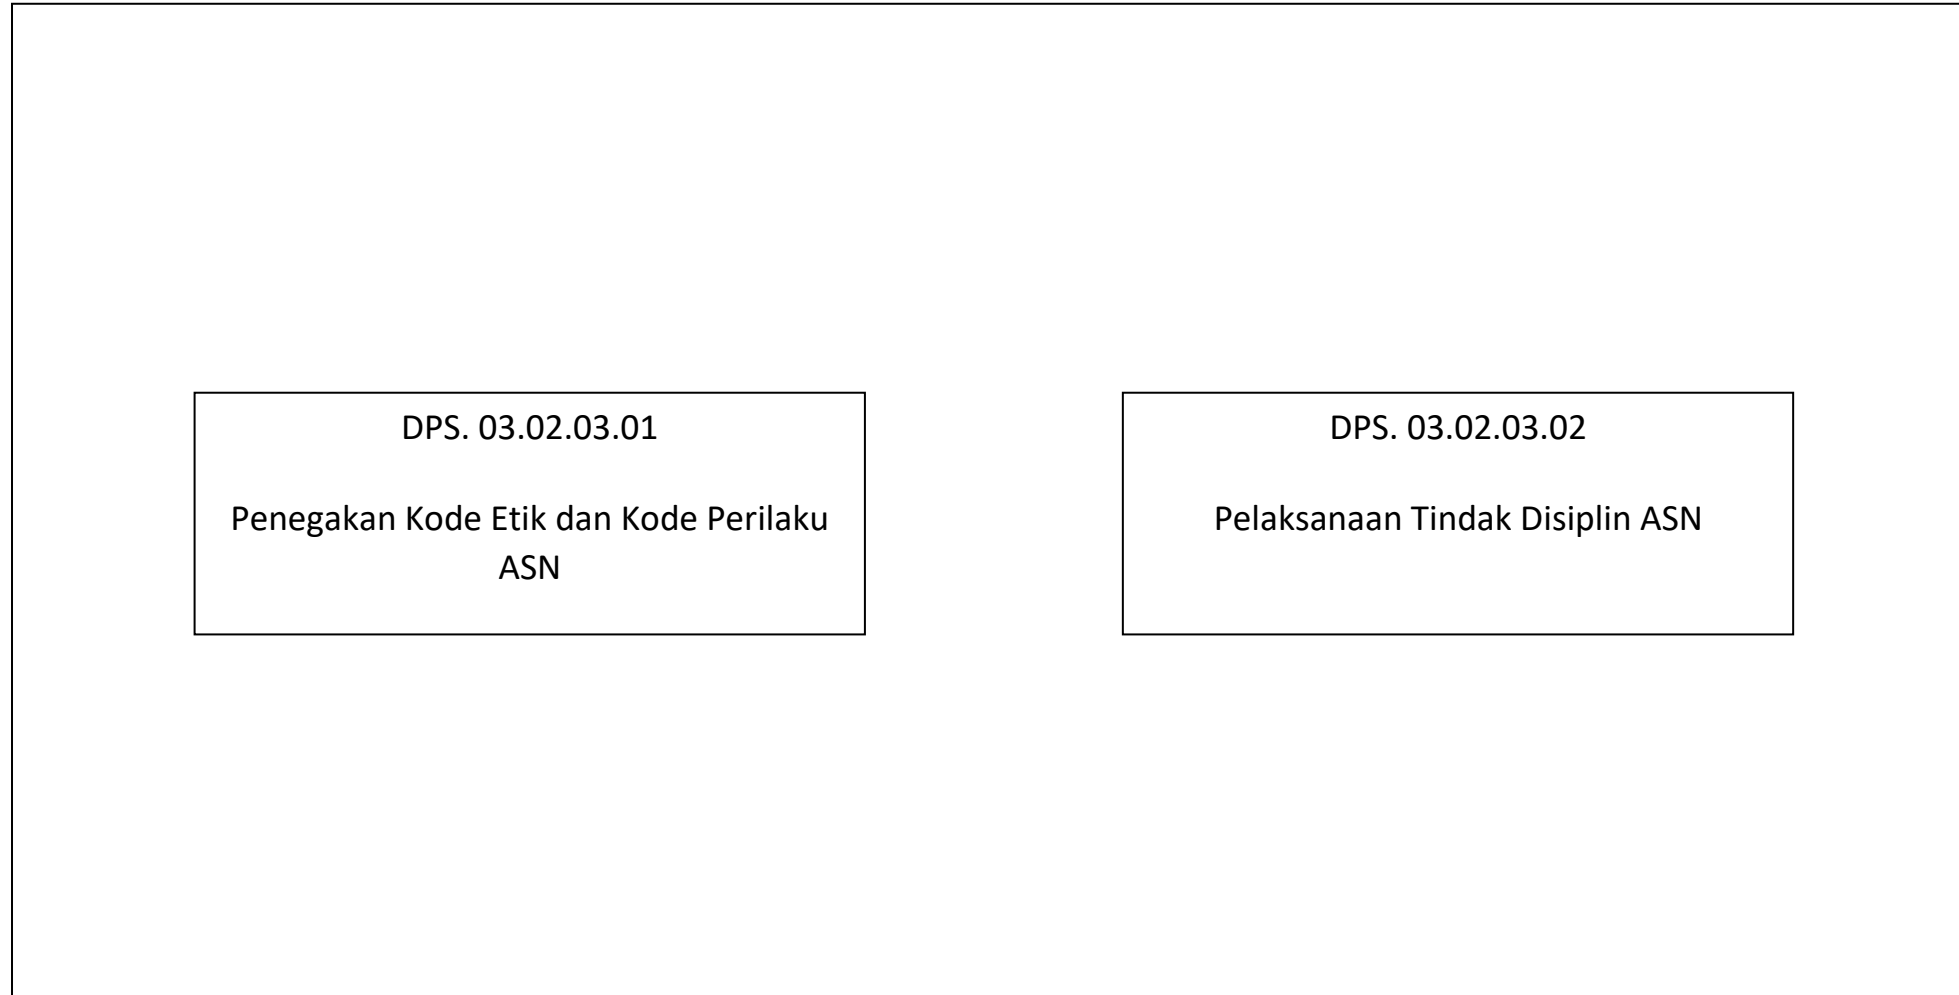 DPS. 03.02.03.01
Penegakan Kode Etik dan Kode Perilaku
ASN
DPS. 03.02.03.02
Pelaksanaan Tindak Disiplin ASN